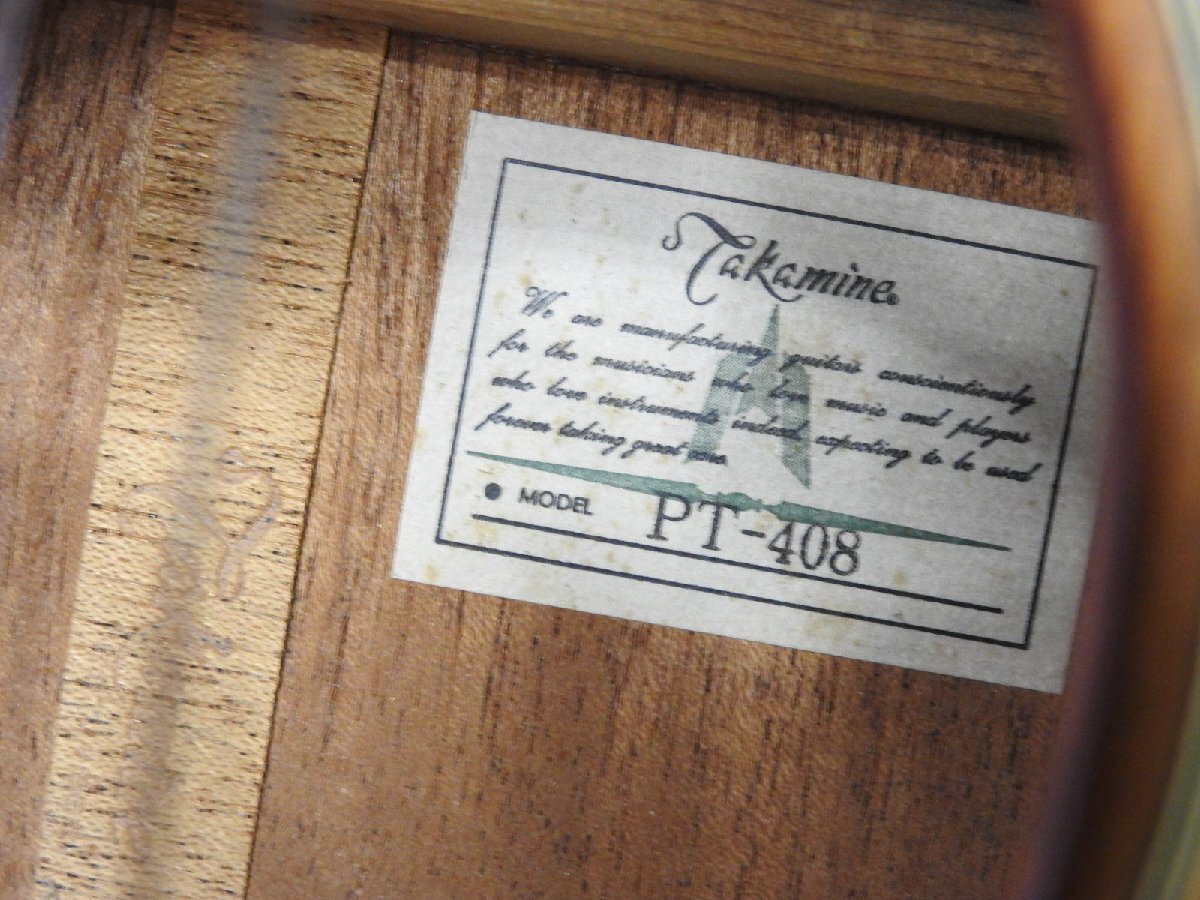 Takamine
We are manufacturing guitars conscientiously
for the musicians who love music and players
who love instruments indeed, expecting to be used
forever taking great care.
● MODEL PT-408